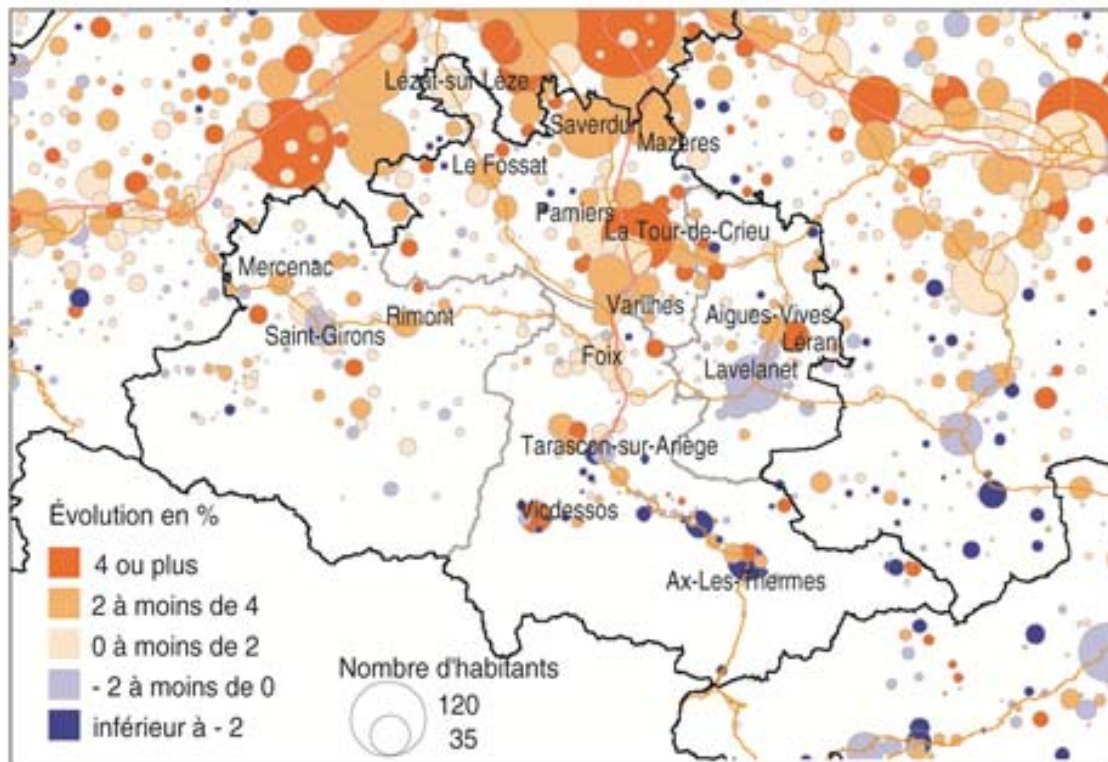 Lézat-sur-Lèze
Saverdun
Mazères
Le Fossat
Pamiers
La Tour-de-Crieu
Mercenac
Varilhes
Aigues-Vives
Rimont
Saint-Girons
Léran
Foix
Lavelanet
Tarascon-sur-Ariège
Vicdessos
Ax-Les-Thermes
Évolution en %
4 ou plus
2 à moins de 4
0 à moins de 2
- 2 à moins de 0
inférieur à - 2
Nombre d'habitants
120
35